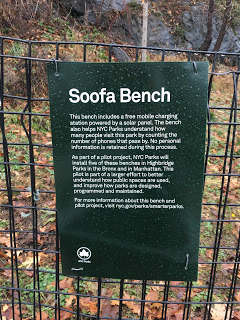 Soofa Bench
This bench includes a free mobile charging
station powered by a solar panel. The bench
also helps NYC Parks understand how
many people visit this park by counting the
number of phones that pass by. No personal
information is retained during this process.
As part of a pilot project, NYC Parks will
install five of these benches in Highbridge
Parks in the Bronx and in Manhattan. This
pilot is part of a larger effort to better
understand how public spaces are used,
and improve how parks are designed,
programmed and maintained.
For more information about this bench and
pilot project, visit nyc.gov/parks/smarterparks.
NYC Parks